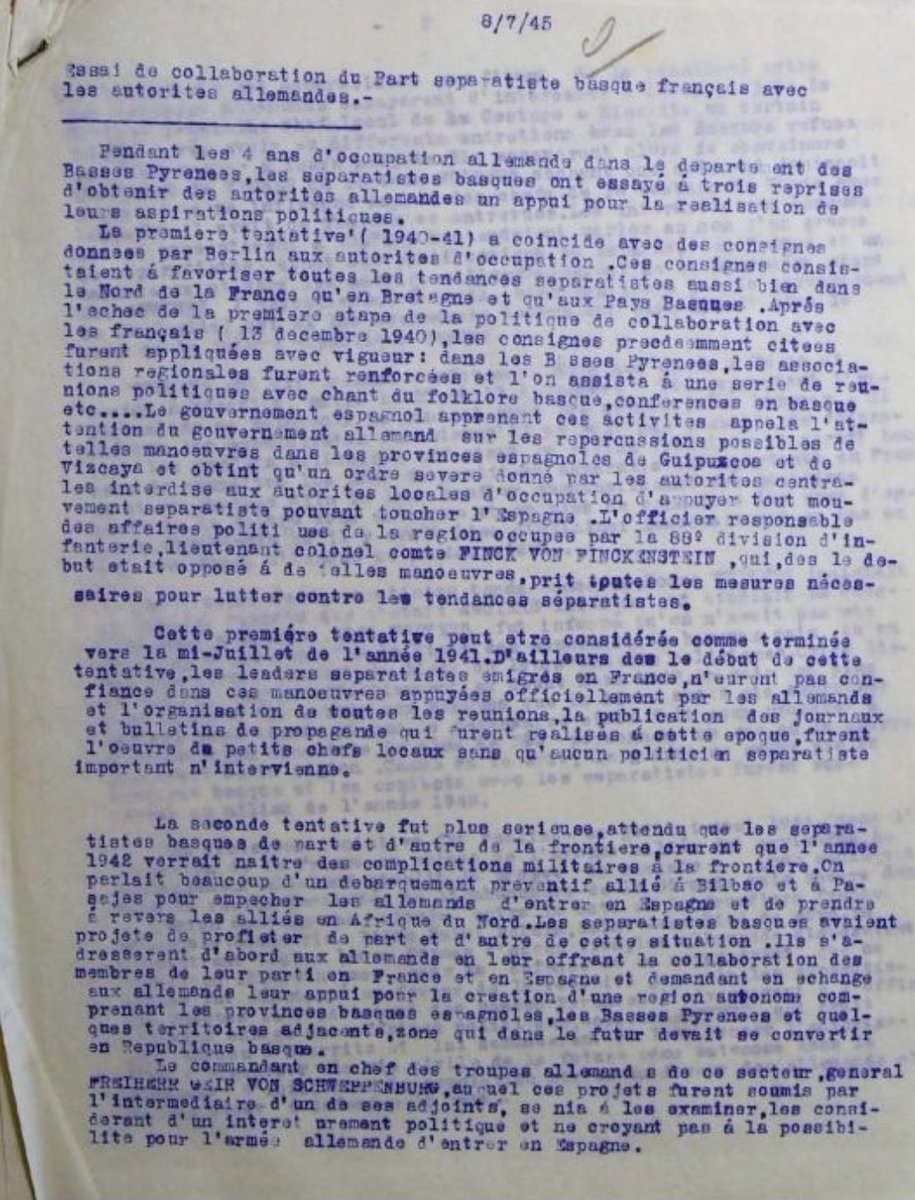 8/7/45
Essai de collaboration du Part separatiste basque français avec
les autorites allemandes.-
Pendant les 4 ans d'occupation allemande dans le departe ent des
Basses Pyrenees,les separatistes basques ont essayé á trois reprises
d'obtenir des autorites allemandes un appui pour la realisation de
leurs aspirations politiques.
La premiere tentative'( 1940-41) a coincide avec des consignes
donnees par Berlin aux autorites d'occupation .Ces consignes consis-
taient á favoriser toutes les tendances separatistes aussi bien dans
le Nord de la France qu'en Bretagne et qu'aux Pays Basques .Aprés
l'echec de la premiere etape de la politique de collaboration avec
les français ( 13 decembre 1940),les consignes precdeemment citees
furent appliquées avec vigueur: dans les B sses Pyrenees,les associa-
tions regionales furent renforcées et l'on assista á une serie de reu-
nions politiques avec chant du folklore basque,conferences en basque
etc....Le gouvernement espagnol apprenant ces activites appela l'at-
tention du gouvernement allemand sur les repercussions possibles de
telles manoeuvres dans les provinces espagnoles de Guipuzcoa et de
Vizcaya et obtint qu'un ordre severe donné par les autorites centra-
les interdise aux autorites locales d'occupation d'appuyer tout mou-
vement separatiste pouvant toucher l'Espagne .L'officier responsable
des affaires politi ues de la region occupee par la 88º division d'in-
fanterie,lieutenant colonel comte FINCK VON FINCKENSTEIN ,qui,des le de-
but etait opposé á de telles manoeuvres,prit toutes les mesures néces-
saires pour lutter contre les tendances séparatistes.
Cette premiére tentative peut etre considérée comme terminée
vers la mi-Juillet de l'année 1941.D'ailleurs des le début de cette
tentative,les leaders separatistes emigrés en France,n'eurent pas con-
fiance dans ces manoeuvres appuyées officiellement par les allemands
et l'organisation de toutes les reunions,la publication des journaux
et bulletins de propagande qui furent realisés á cette epoque,furent
l'oeuvre de petits chefs locaux sans qu'aucun politicien separatiste
important n'intervienne.
La seconde tentative fut plus serieuse,attendu que les separa-
tistes basques de part et d'autre de la frontiere,crurent que l'annee
1942 verrait naitre des complications militaires á la frontiere.On
parlait beaucoup d'un debarquement préventif allié á Bilbao et á Pa-
sajes pour empecher les allemands d'entrer en Espagne et de prendre
á revers les alliés en Afrique du Nord.Les separatistes basques avaient
projete de profieter de part et d'autre de cette situation .Ils s'a-
dresserent d'abord aux allemands en leur offrant la collaboration des
membres de leur parti en France et en Espagne et demandant en echange
aux allemands leur appui pour la creation d'une region autonome com-
prenant les provinces basques espagnoles,les Basses Pyrenees et quel-
ques territoires adjacents,zone qui dans le futur devait se convertir
en Republique basque.
Le commandant en chef des troupes allemand s de ce secteur,general
FREIHERR GEIR VON SCHWEPPENBURG,auquel ces projets furent soumis par
l'intermediaire d'un de ses adjoints, se nia á les examiner,les consi-
derant d'un interet urement politique et ne croyant pas á la possibi-
lite pour l'armée allemande d'entrer en Espagne.